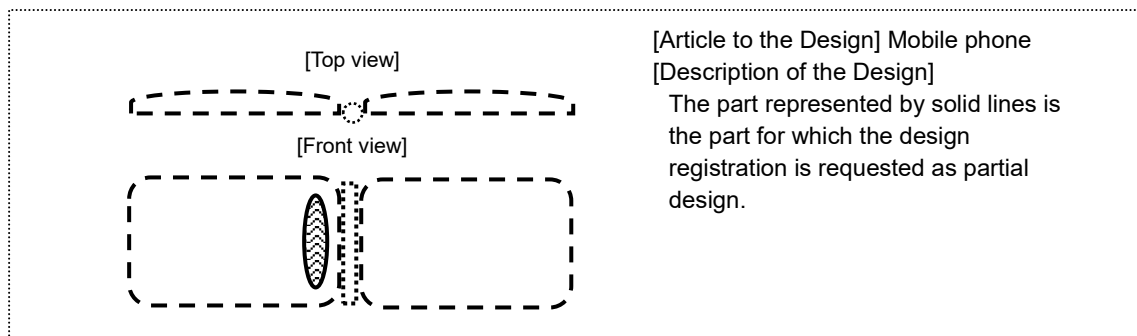 [Top view]
[Front view]
[Article to the Design] Mobile phone
[Description of the Design]
The part represented by solid lines is
the part for which the design
registration is requested as partial
design.